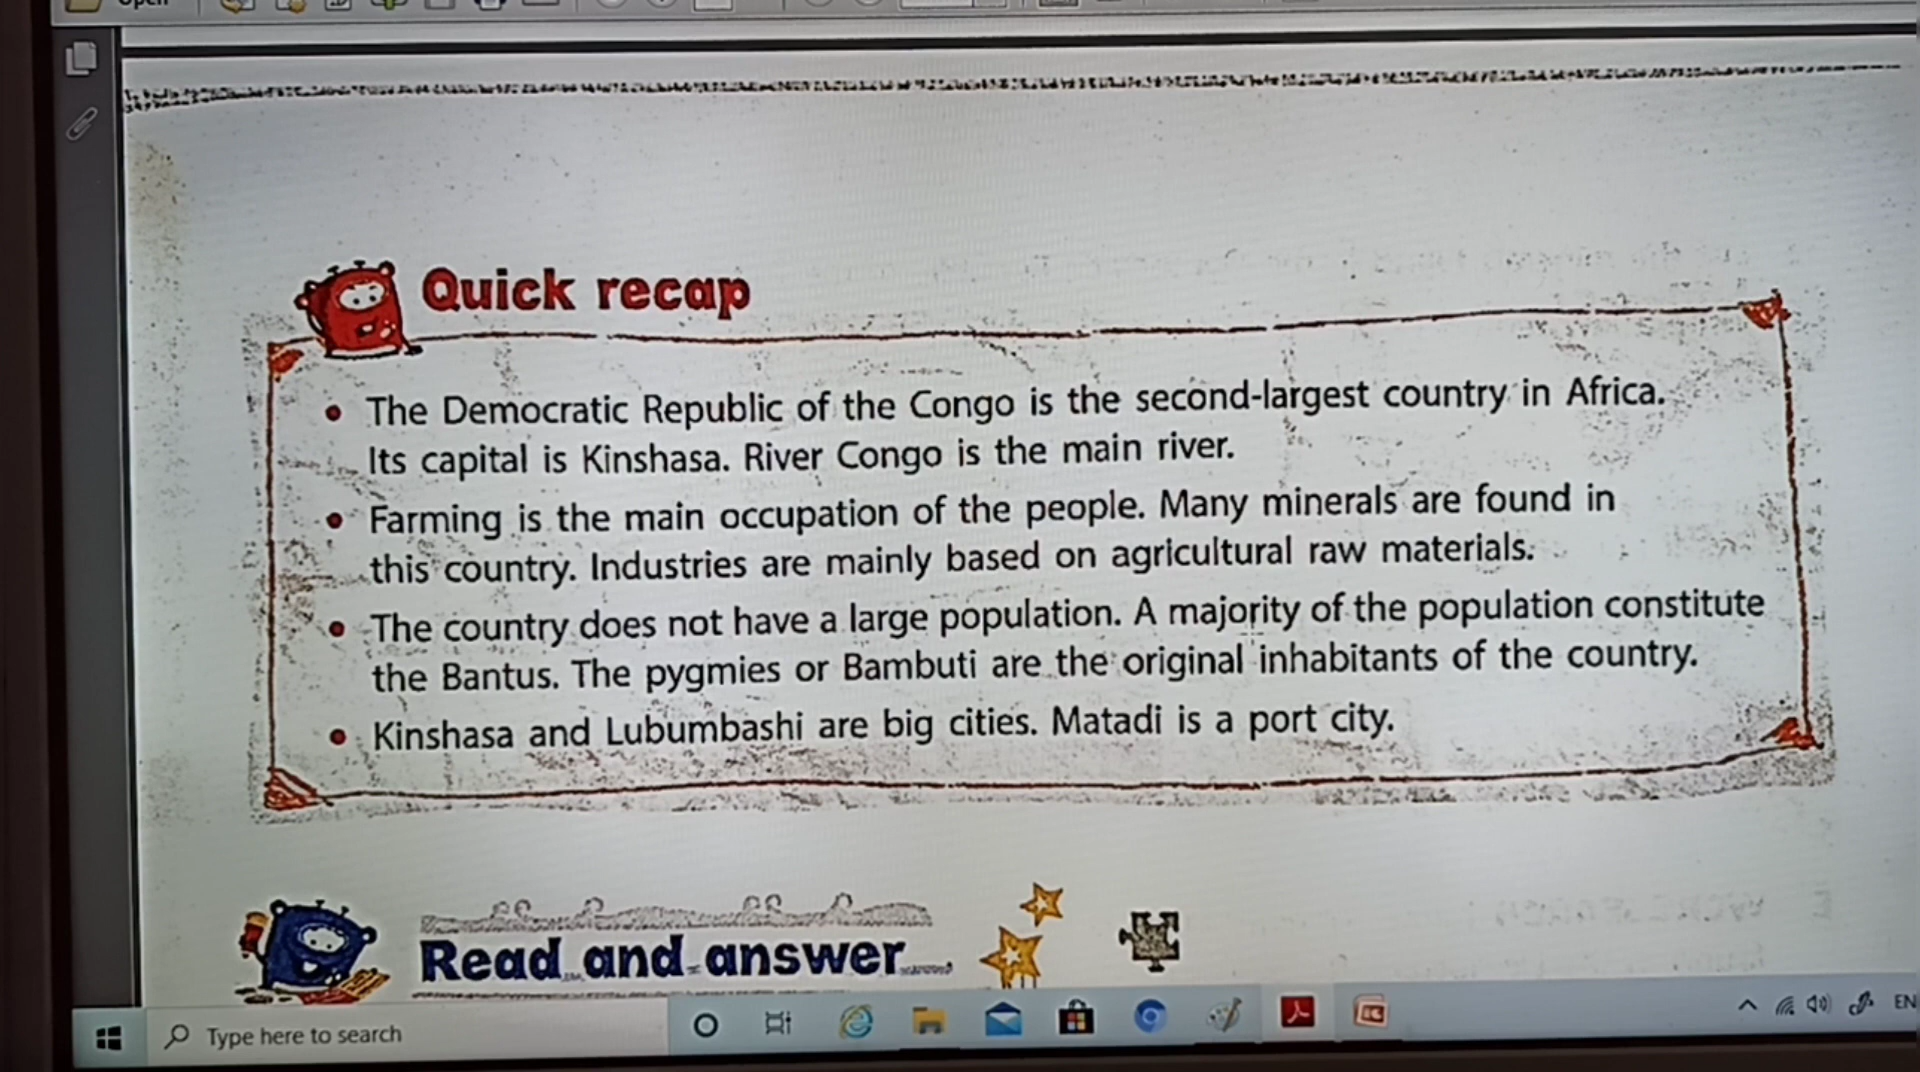 Open
Quick recap
• The Democratic Republic of the Congo is the second-largest country in Africa.
Its capital is Kinshasa. River Congo is the main river.
• Farming is the main occupation of the people. Many minerals are found in
this country. Industries are mainly based on agricultural raw materials.
• The country does not have a large population. A majority of the population constitute
the Bantus. The pygmies or Bambuti are the original inhabitants of the country.
• Kinshasa and Lubumbashi are big cities. Matadi is a port city.
Read and answer
Type here to search
EN